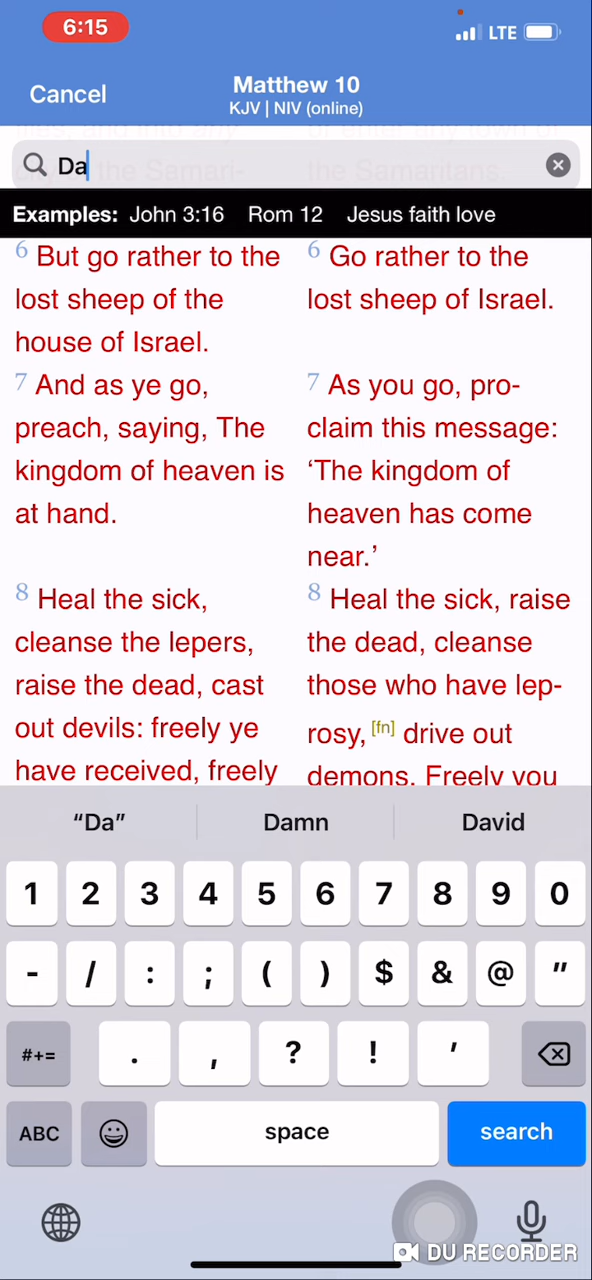 6:15
LTE
Cancel
Matthew 10
KJV | NIV (online)
Da
the Samaritans.
Examples: John 3:16 Rom 12 Jesus faith love
6 But go rather to the
lost sheep of the
house of Israel.
7 And as ye go,
preach, saying, The
kingdom of heaven is
at hand.
8 Heal the sick,
cleanse the lepers,
raise the dead, cast
out devils: freely ye
have received, freely
6 Go rather to the
lost sheep of Israel.
7 As you go, pro-
claim this message:
‘The kingdom of
heaven has come
near.’
8 Heal the sick, raise
the dead, cleanse
those who have lep-
rosy, [fn] drive out
demons. Freely you
“Da” Damn David
1 2 3 4 5 6 7 8 9 0
- / : ; ( ) $ & @ "
#+= . , ? ! '
ABC space search
DU RECORDER